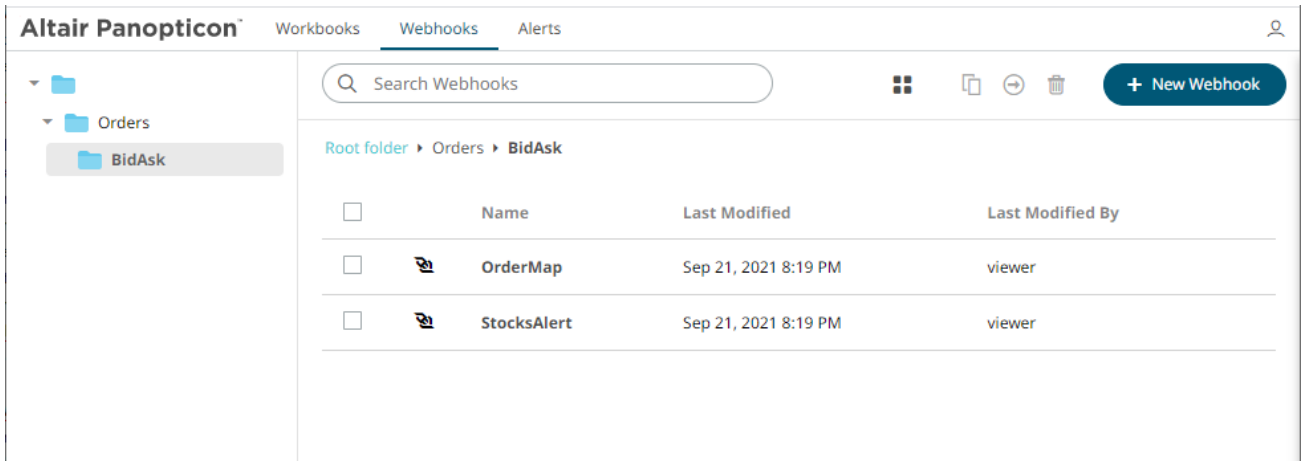 Altair Panopticon™ Workbooks Webhooks Alerts
Search Webhooks + New Webhook
Orders
BidAsk
Root folder ▸ Orders ▸ BidAsk
Name Last Modified Last Modified By
OrderMap Sep 21, 2021 8:19 PM viewer
StocksAlert Sep 21, 2021 8:19 PM viewer